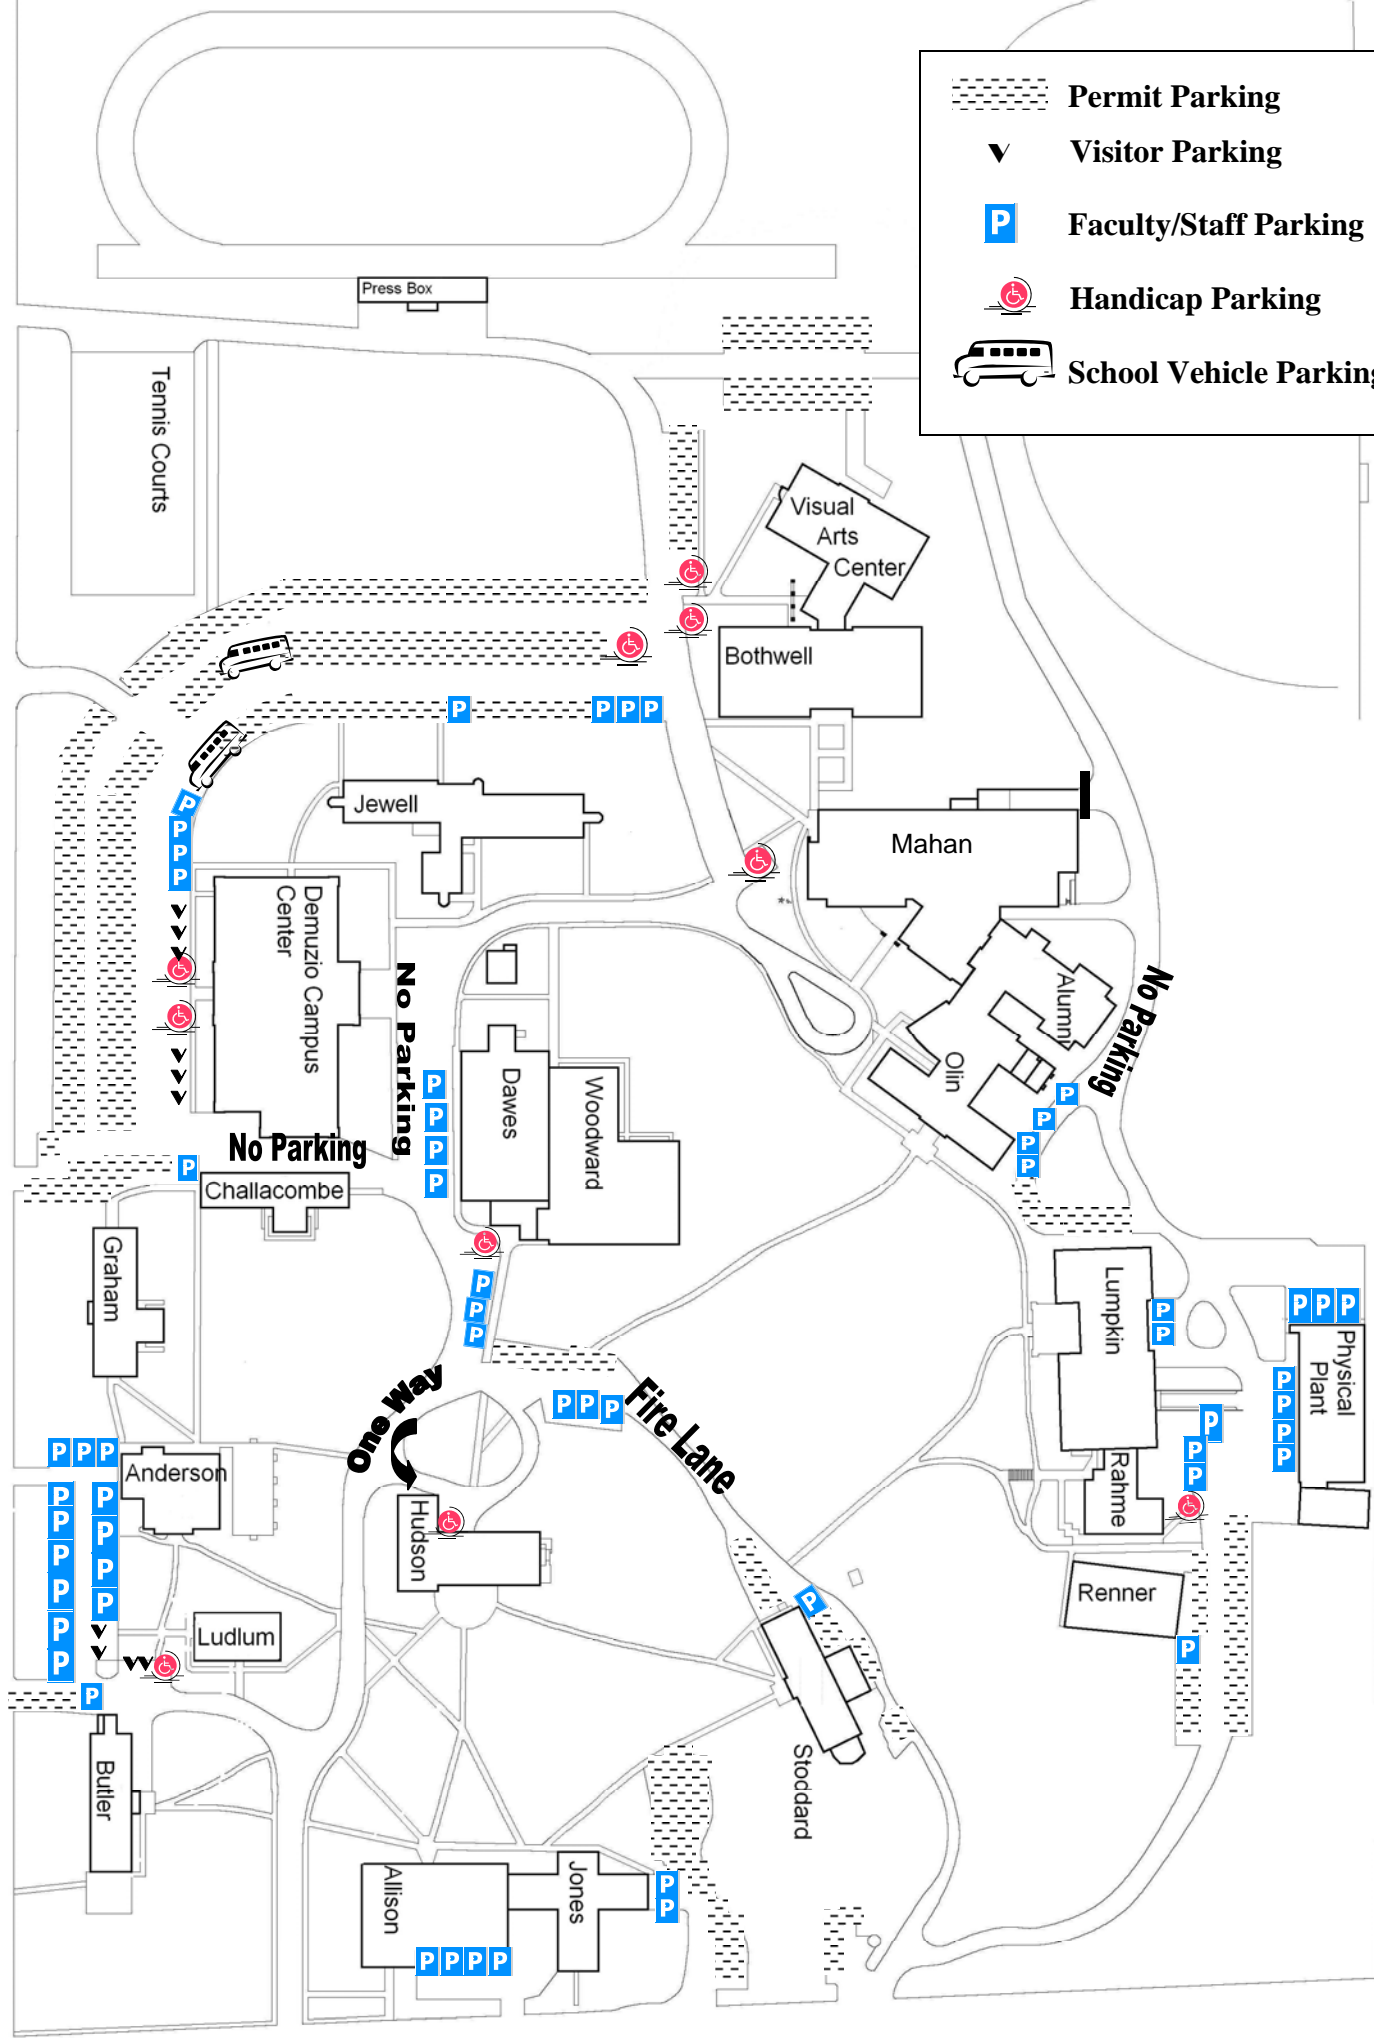 Permit Parking
Visitor Parking
P Faculty/Staff Parking
Handicap Parking
School Vehicle Parking
Press Box
Tennis Courts
Visual
Arts
Center
Bothwell
P
P P P
Jewell
Mahan
P
P
P
P
V
V
V
Demuzio Campus
Center
No Parking
Alumni
No Parking
Olin
V
V
V
Dawes
Woodward
P
P
P
P
P
P
P
P
No Parking
P
Challacombe
Graham
P
P
P
Lumpkin
P
P
P P P
Physical
Plant
P
P
P
P
One Way
P P P
Fire Lane
P
P
P
Rahme
P P P
Anderson
Hudson
P
P
P
P
P
P
P
P
P
P
V
V
V V
Ludlum
P
Renner
P
P
Butler
Stoddard
Allison
Jones
P
P
P P P P